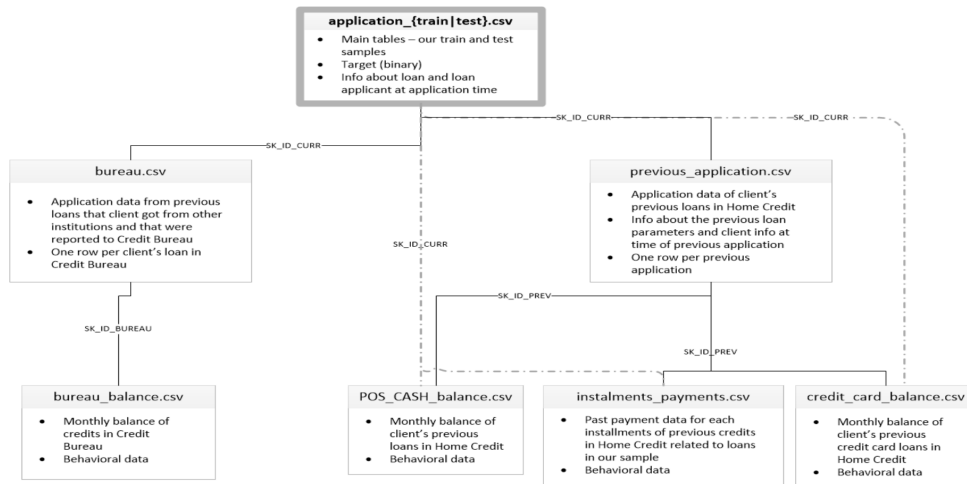 application_{train|test}.csv
• Main tables – our train and test
samples
• Target (binary)
• Info about loan and loan
applicant at application time
SK_ID_CURR
SK_ID_CURR
SK_ID_CURR
bureau.csv
• Application data from previous
loans that client got from other
institutions and that were
reported to Credit Bureau
• One row per client's loan in
Credit Bureau
previous_application.csv
• Application data of client's
previous loans in Home Credit
• Info about the previous loan
parameters and client info at
time of previous application
• One row per previous
application
SK_ID_CURR
SK_ID_PREV
SK_ID_BUREAU
SK_ID_PREV
bureau_balance.csv
• Monthly balance of
credits in Credit
Bureau
• Behavioral data
POS_CASH_balance.csv
• Monthly balance of
client's previous
loans in Home Credit
• Behavioral data
instalments_payments.csv
• Past payment data for each
installments of previous credits
in Home Credit related to loans
in our sample
• Behavioral data
credit_card_balance.csv
• Monthly balance of
client's previous
credit card loans in
Home Credit
• Behavioral data